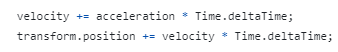 velocity += acceleration * Time.deltaTime;
transform.position += velocity * Time.deltaTime;